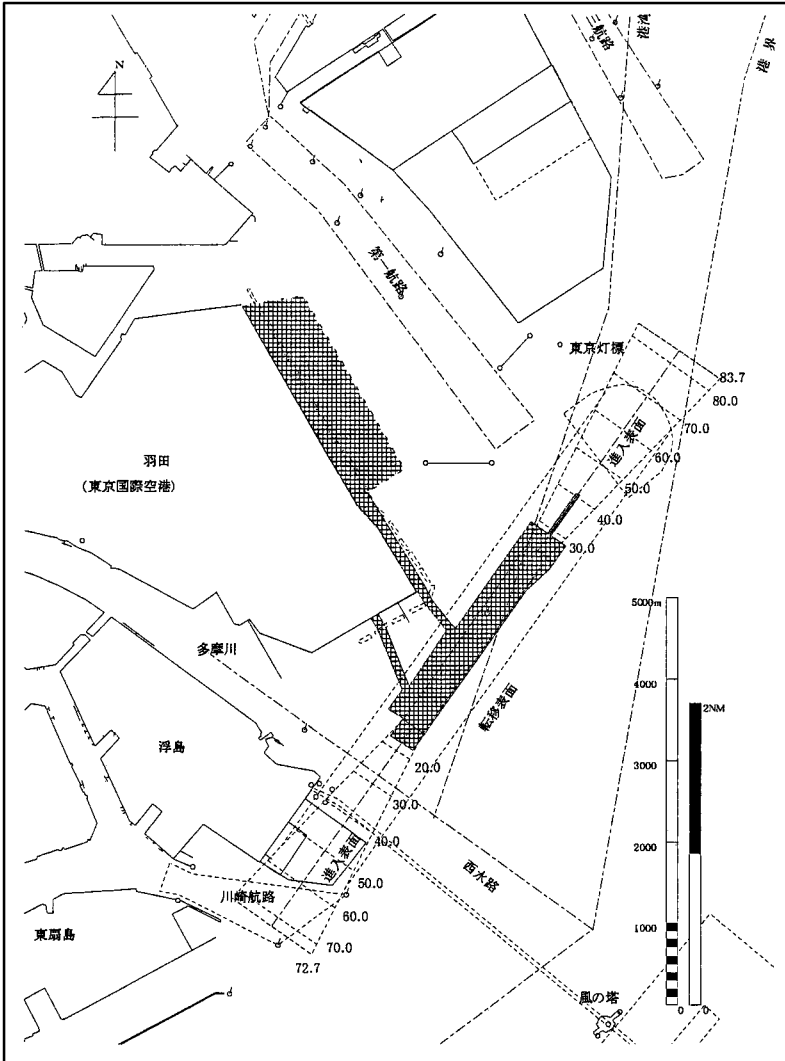 三航路
港湾
港界
N
第一航路
東京灯標
83.7
80.0
70.0
60.0
進入表面
50.0
40.0
30.0
羽田
(東京国際空港)
多摩川
浮島
転移表面
20.0
30.0
40.0
進入表面
50.0
60.0
70.0
72.7
川崎航路
東扇島
西水路
風の塔
5000m
4000
3000
2000
1000
0
2NM
0